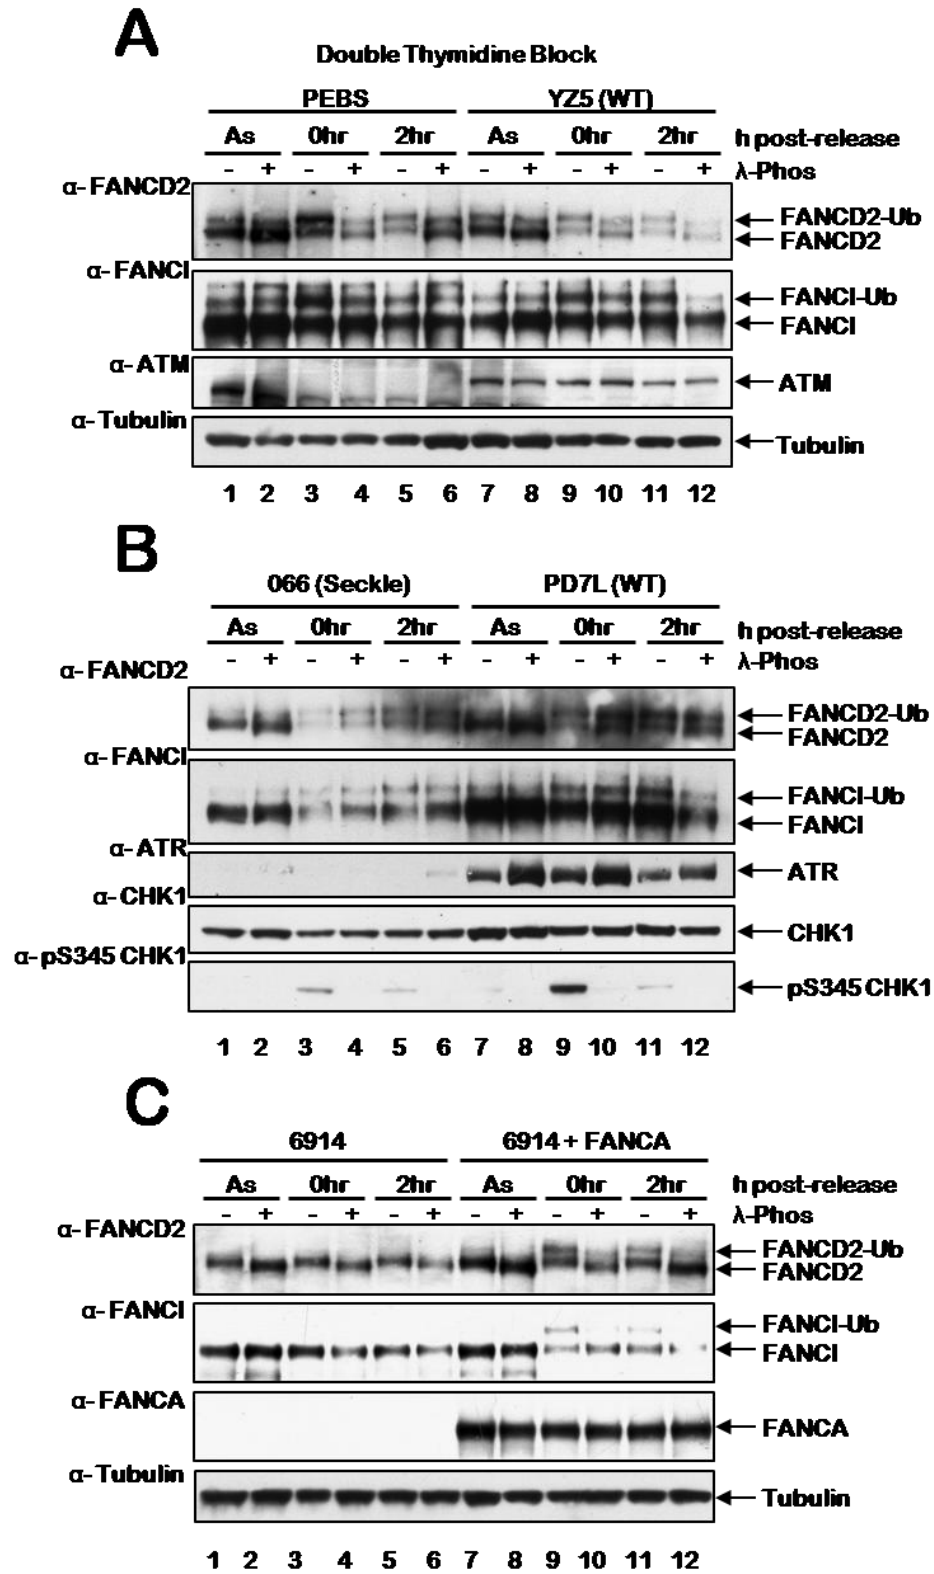 A
Double Thymidine Block
PEBS YZ5 (WT)
As 0hr 2hr As 0hr 2hr h post-release
- + - + - + - + - + - + λ-Phos
α-FANCD2
FANCD2-Ub
FANCD2
α-FANCI
FANCI-Ub
FANCI
α-ATM
ATM
α-Tubulin
Tubulin
1 2 3 4 5 6 7 8 9 10 11 12
B
066 (Seckle) PD7L (WT)
As 0hr 2hr As 0hr 2hr h post-release
- + - + - + - + - + - + λ-Phos
α-FANCD2
FANCD2-Ub
FANCD2
α-FANCI
FANCI-Ub
FANCI
α-ATR
ATR
α-CHK1
CHK1
α-pS345 CHK1
pS345 CHK1
1 2 3 4 5 6 7 8 9 10 11 12
C
6914 6914 + FANCA
As 0hr 2hr As 0hr 2hr h post-release
- + - + - + - + - + - + λ-Phos
α-FANCD2
FANCD2-Ub
FANCD2
α-FANCI
FANCI-Ub
FANCI
α-FANCA
FANCA
α-Tubulin
Tubulin
1 2 3 4 5 6 7 8 9 10 11 12